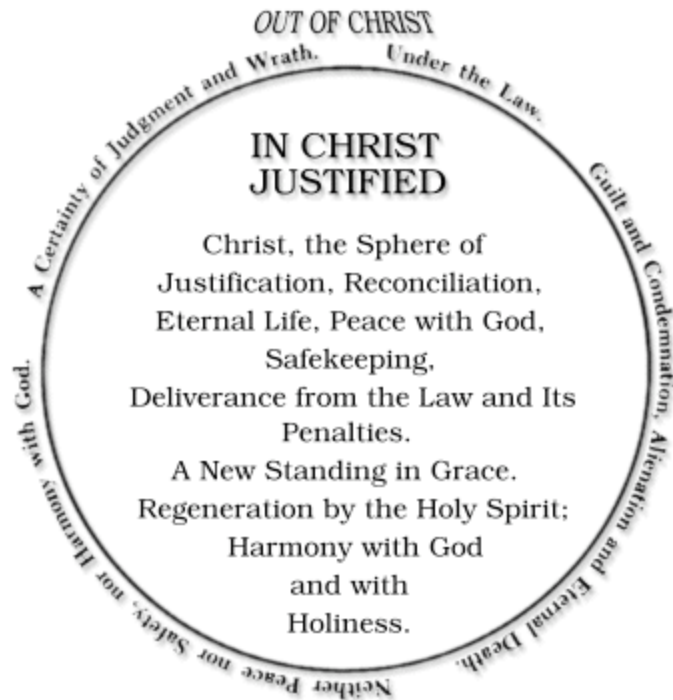 OUT OF CHRIST
Under the Law.
Guilt and Condemnation, Alienation and Eternal Death.
Neither Peace nor Safety, nor Harmony with God.
A Certainty of Judgment and Wrath.
IN CHRIST
JUSTIFIED
Christ, the Sphere of
Justification, Reconciliation,
Eternal Life, Peace with God,
Safekeeping,
Deliverance from the Law and Its
Penalties.
A New Standing in Grace.
Regeneration by the Holy Spirit;
Harmony with God
and with
Holiness.